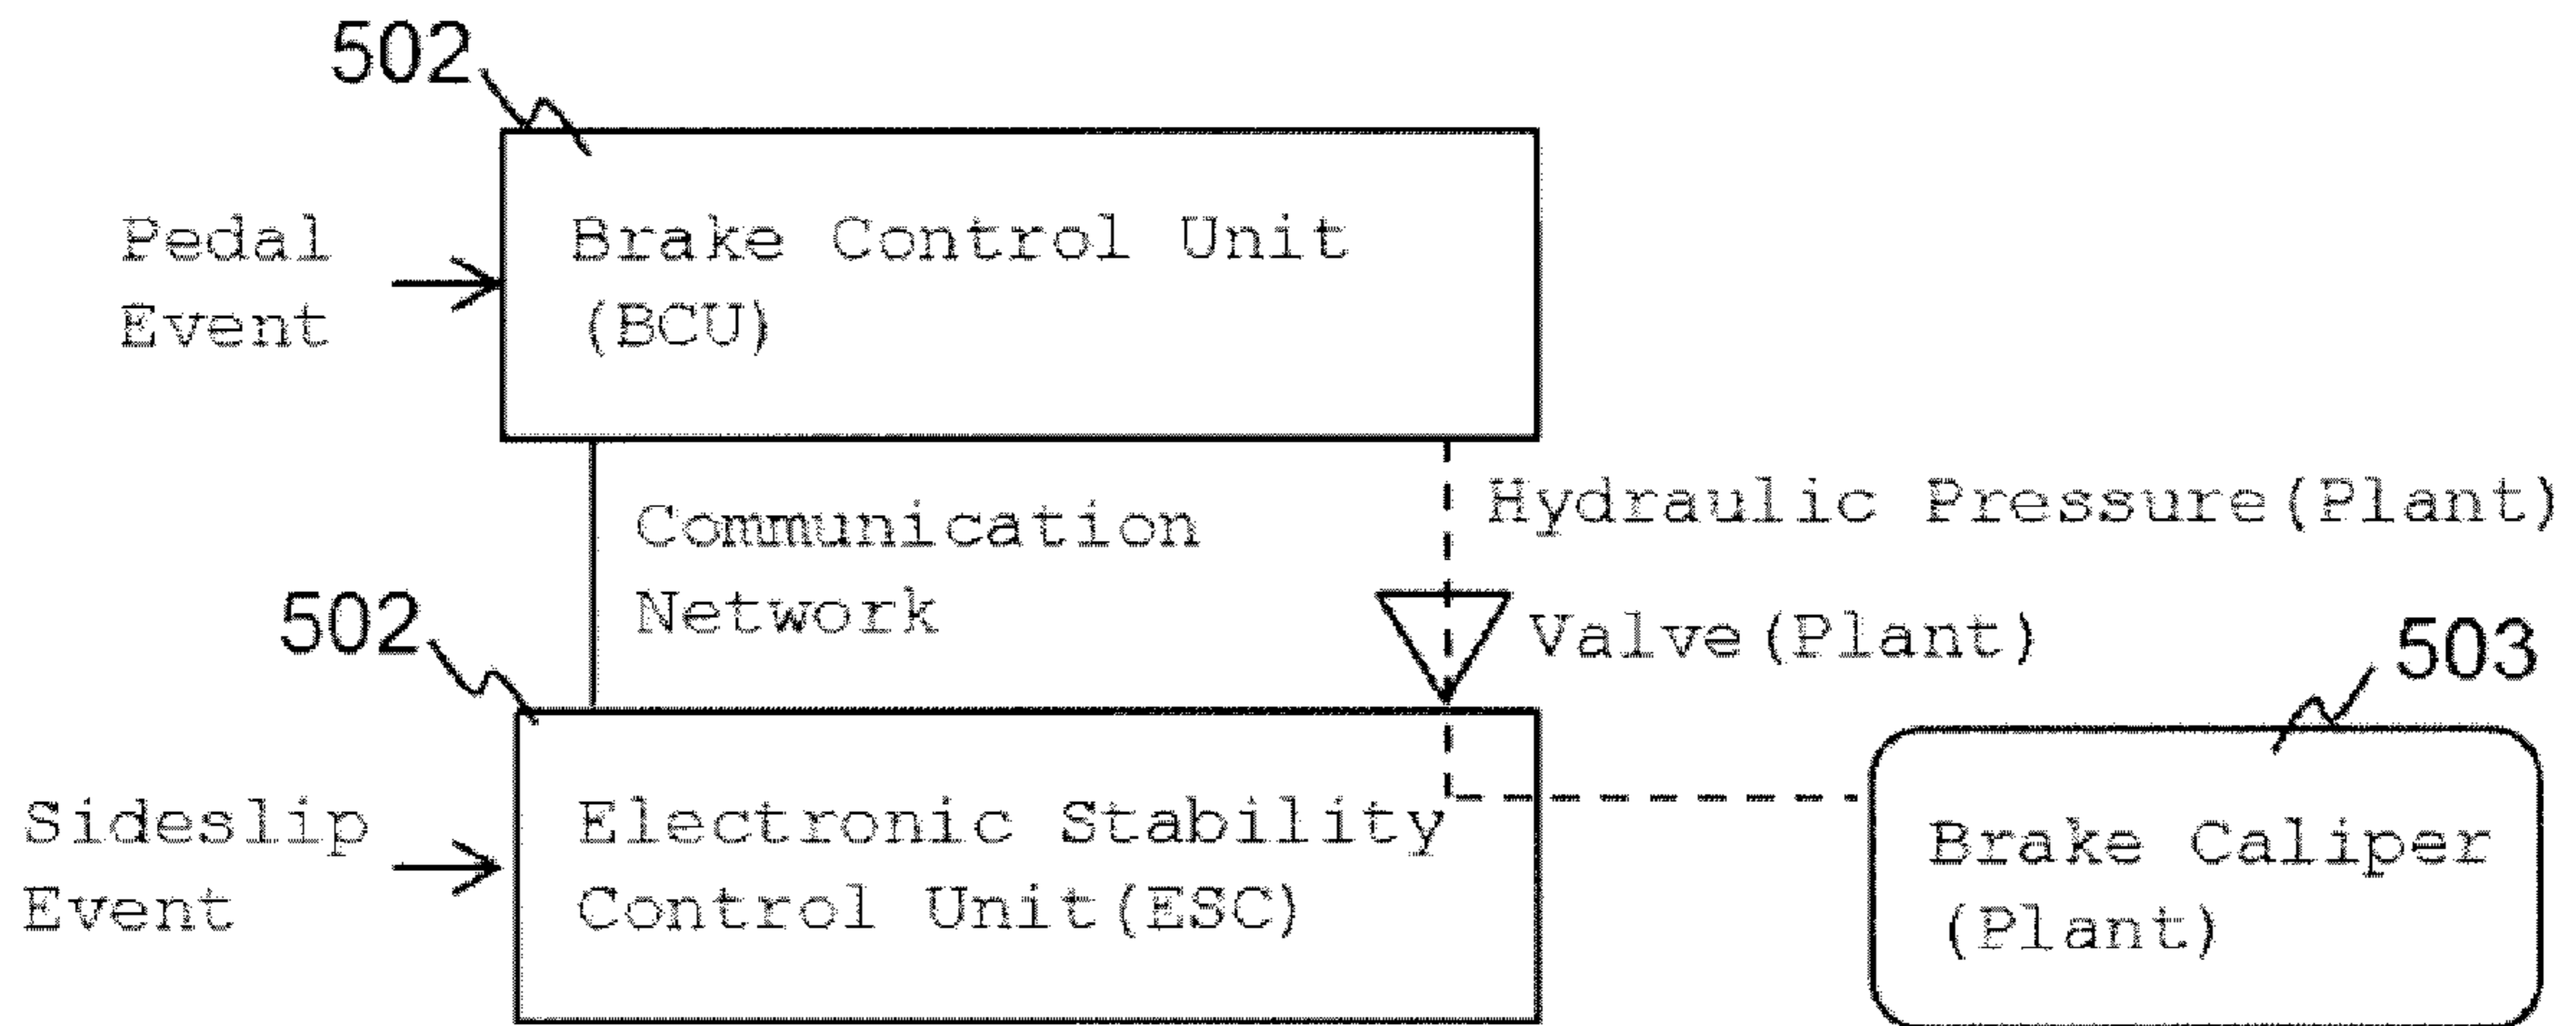 502
Pedal
Event
Brake Control Unit
(BCU)
Communication
Network
Hydraulic Pressure(Plant)
Valve(Plant)
502
503
Sideslip
Event
Electronic Stability
Control Unit(ESC)
Brake Caliper
(Plant)